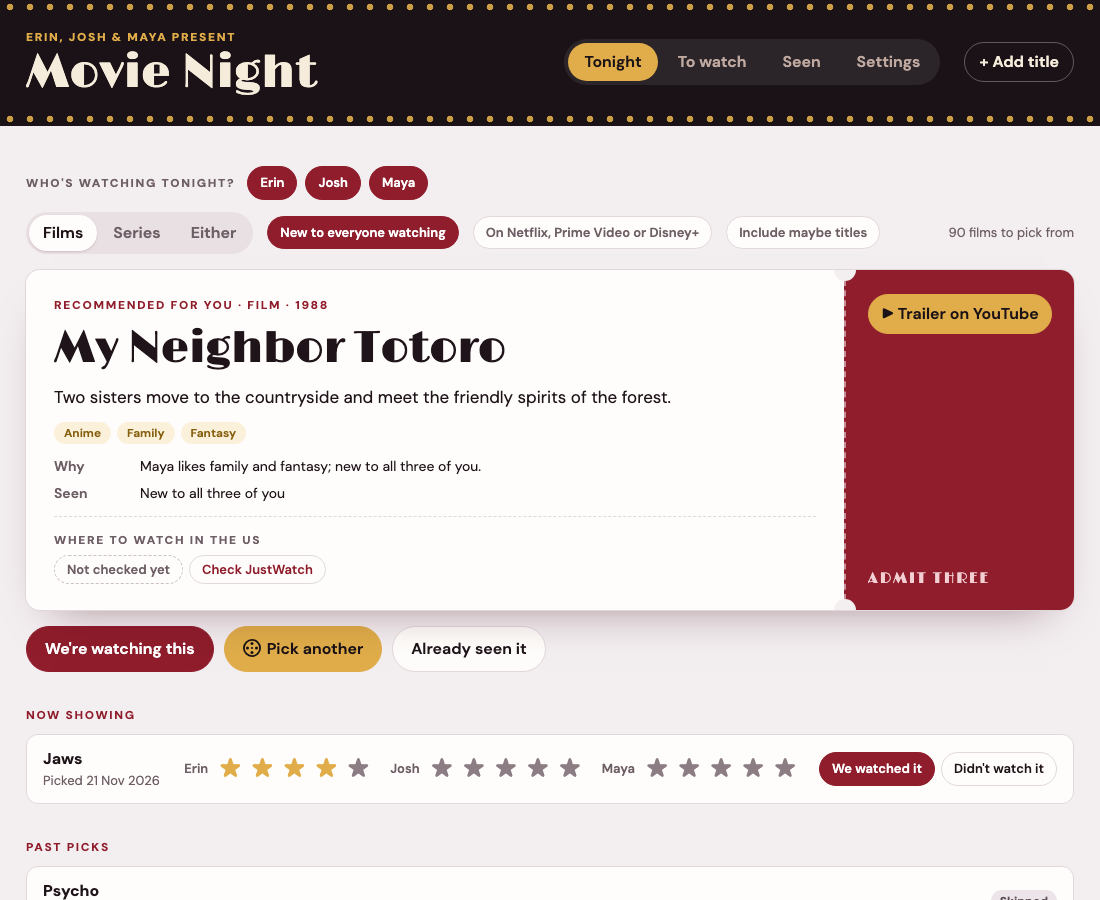 ERIN, JOSH & MAYA PRESENT
Movie Night
Tonight To watch Seen Settings + Add title
WHO'S WATCHING TONIGHT? Erin Josh Maya
Films Series Either New to everyone watching On Netflix, Prime Video or Disney+ Include maybe titles 90 films to pick from
RECOMMENDED FOR YOU · FILM · 1988
My Neighbor Totoro
Two sisters move to the countryside and meet the friendly spirits of the forest.
Anime Family Fantasy
Why Maya likes family and fantasy; new to all three of you.
Seen New to all three of you
WHERE TO WATCH IN THE US
Not checked yet Check JustWatch
Trailer on YouTube
ADMIT THREE
We're watching this Pick another Already seen it
NOW SHOWING
Jaws
Picked 21 Nov 2026
Erin Josh Maya We watched it Didn't watch it
PAST PICKS
Psycho
Skipped